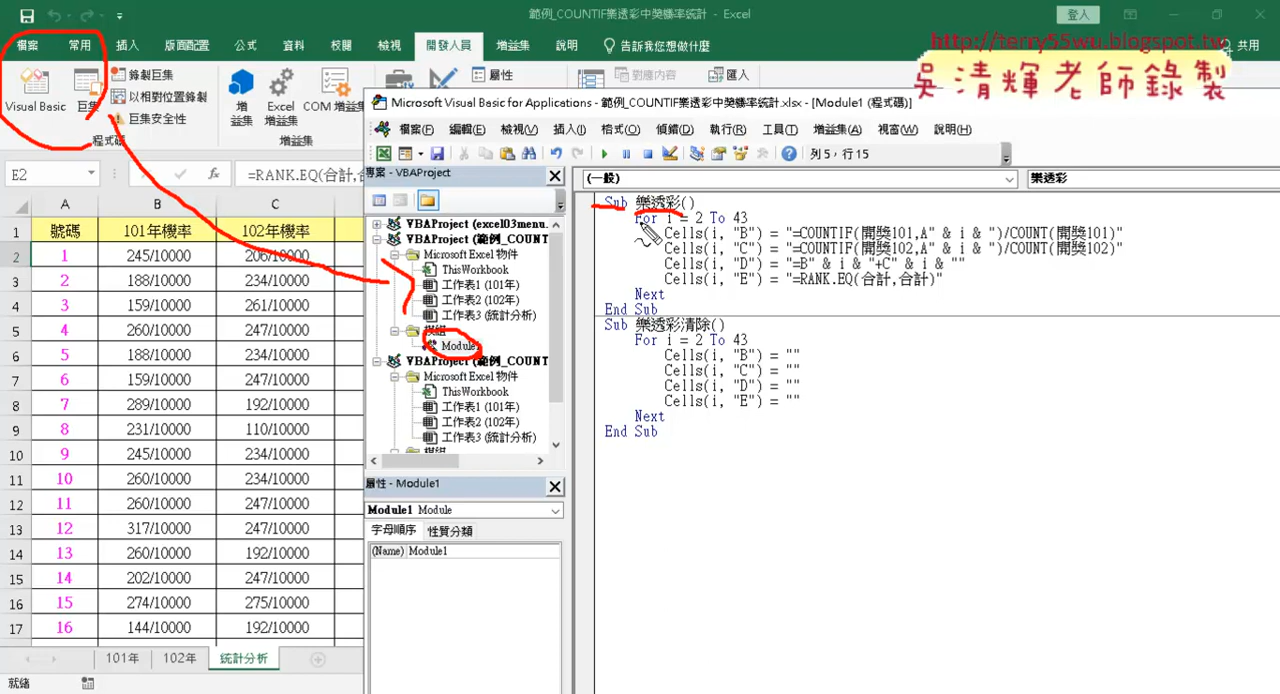 範例_COUNTIF樂透彩中獎機率統計 - Excel
登入
檔案 常用 插入 版面配置 公式 資料 校閱 檢視 開發人員 增益集 說明 告訴我您想做什麼 共用
http://terry55wu.blogspot.tw
吳清輝老師錄製
Visual Basic 巨集 錄製巨集 以相對位置錄製 巨集安全性
增益集 Excel 增益集 COM 增益集 屬性 對應內容 匯入
程式碼 增益集
E2 fx =RANK.EQ(合計,合
A B C
1 號碼 101年機率 102年機率
2 1 245/10000 206/10000
3 2 188/10000 234/10000
4 3 159/10000 261/10000
5 4 260/10000 247/10000
6 5 188/10000 234/10000
7 6 159/10000 247/10000
8 7 289/10000 192/10000
9 8 231/10000 110/10000
10 9 245/10000 234/10000
11 10 260/10000 234/10000
12 11 260/10000 247/10000
13 12 317/10000 247/10000
14 13 260/10000 192/10000
15 14 202/10000 247/10000
16 15 274/10000 275/10000
17 16 144/10000 192/10000
101年 102年 統計分析
就緒
Microsoft Visual Basic for Applications - 範例_COUNTIF樂透彩中獎機率統計.xlsx - [Module1 (程式碼)]
檔案(F) 編輯(E) 檢視(V) 插入(I) 格式(O) 偵錯(D) 執行(R) 工具(T) 增益集(A) 視窗(W) 說明(H)
列 5，行 15
專案 - VBAProject
VBAProject (excel03menu.
VBAProject (範例_COUNT
Microsoft Excel 物件
ThisWorkbook
工作表1 (101年)
工作表2 (102年)
工作表3 (統計分析)
模組
Module1
VBAProject (範例_COUNT
Microsoft Excel 物件
ThisWorkbook
工作表1 (101年)
工作表2 (102年)
工作表3 (統計分析)
屬性 - Module1
Module1 Module
字母順序 性質分類
(Name) Module1
(一般) 樂透彩
Sub 樂透彩()
For i = 2 To 43
Cells(i, "B") = "=COUNTIF(開獎101,A" & i & ")/COUNT(開獎101)"
Cells(i, "C") = "=COUNTIF(開獎102,A" & i & ")/COUNT(開獎102)"
Cells(i, "D") = "=B" & i & "+C" & i & ""
Cells(i, "E") = "=RANK.EQ(合計,合計)"
Next
End Sub
Sub 樂透彩清除()
For i = 2 To 43
Cells(i, "B") = ""
Cells(i, "C") = ""
Cells(i, "D") = ""
Cells(i, "E") = ""
Next
End Sub